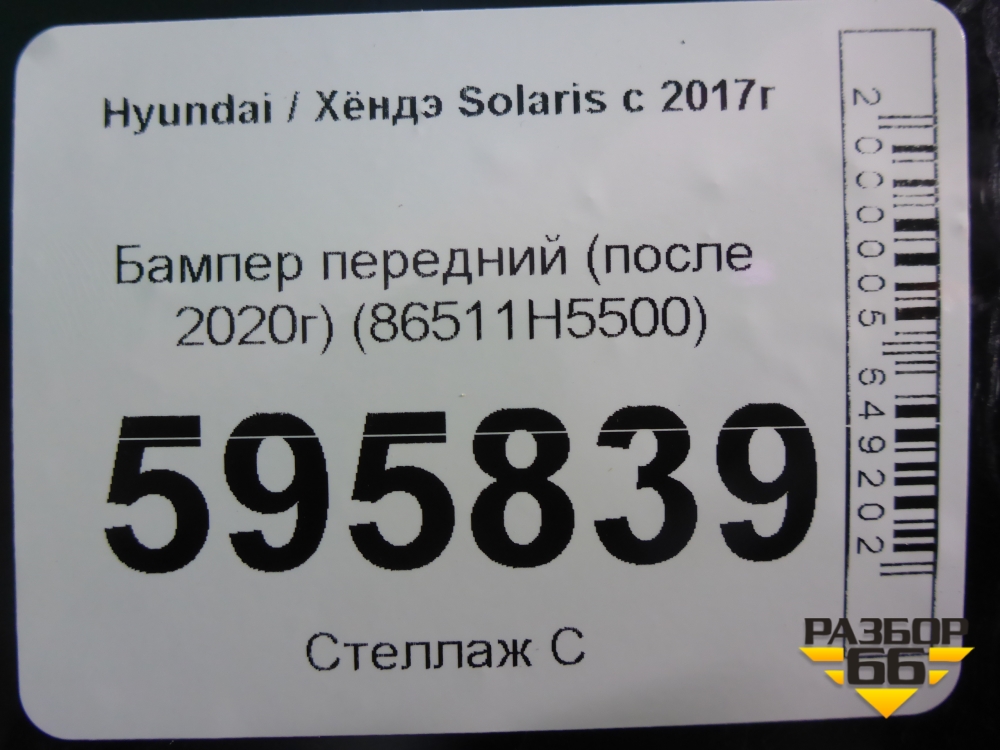 Hyundai / Хёндэ Solaris с 2017г
Бампер передний (после
2020г) (86511H5500)
595839
Стеллаж С
2000005649202
РАЗБОР
66